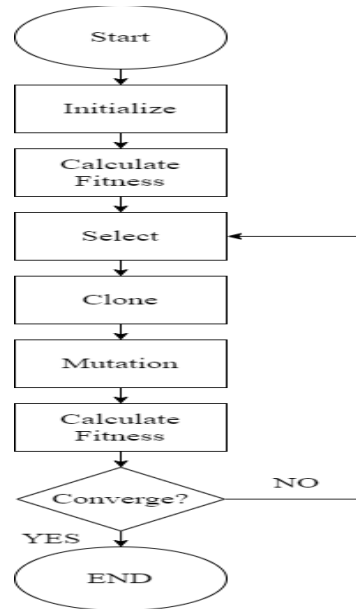 Start
Initialize
Calculate
Fitness
Select
Clone
Mutation
Calculate
Fitness
Converge?
NO
YES
END